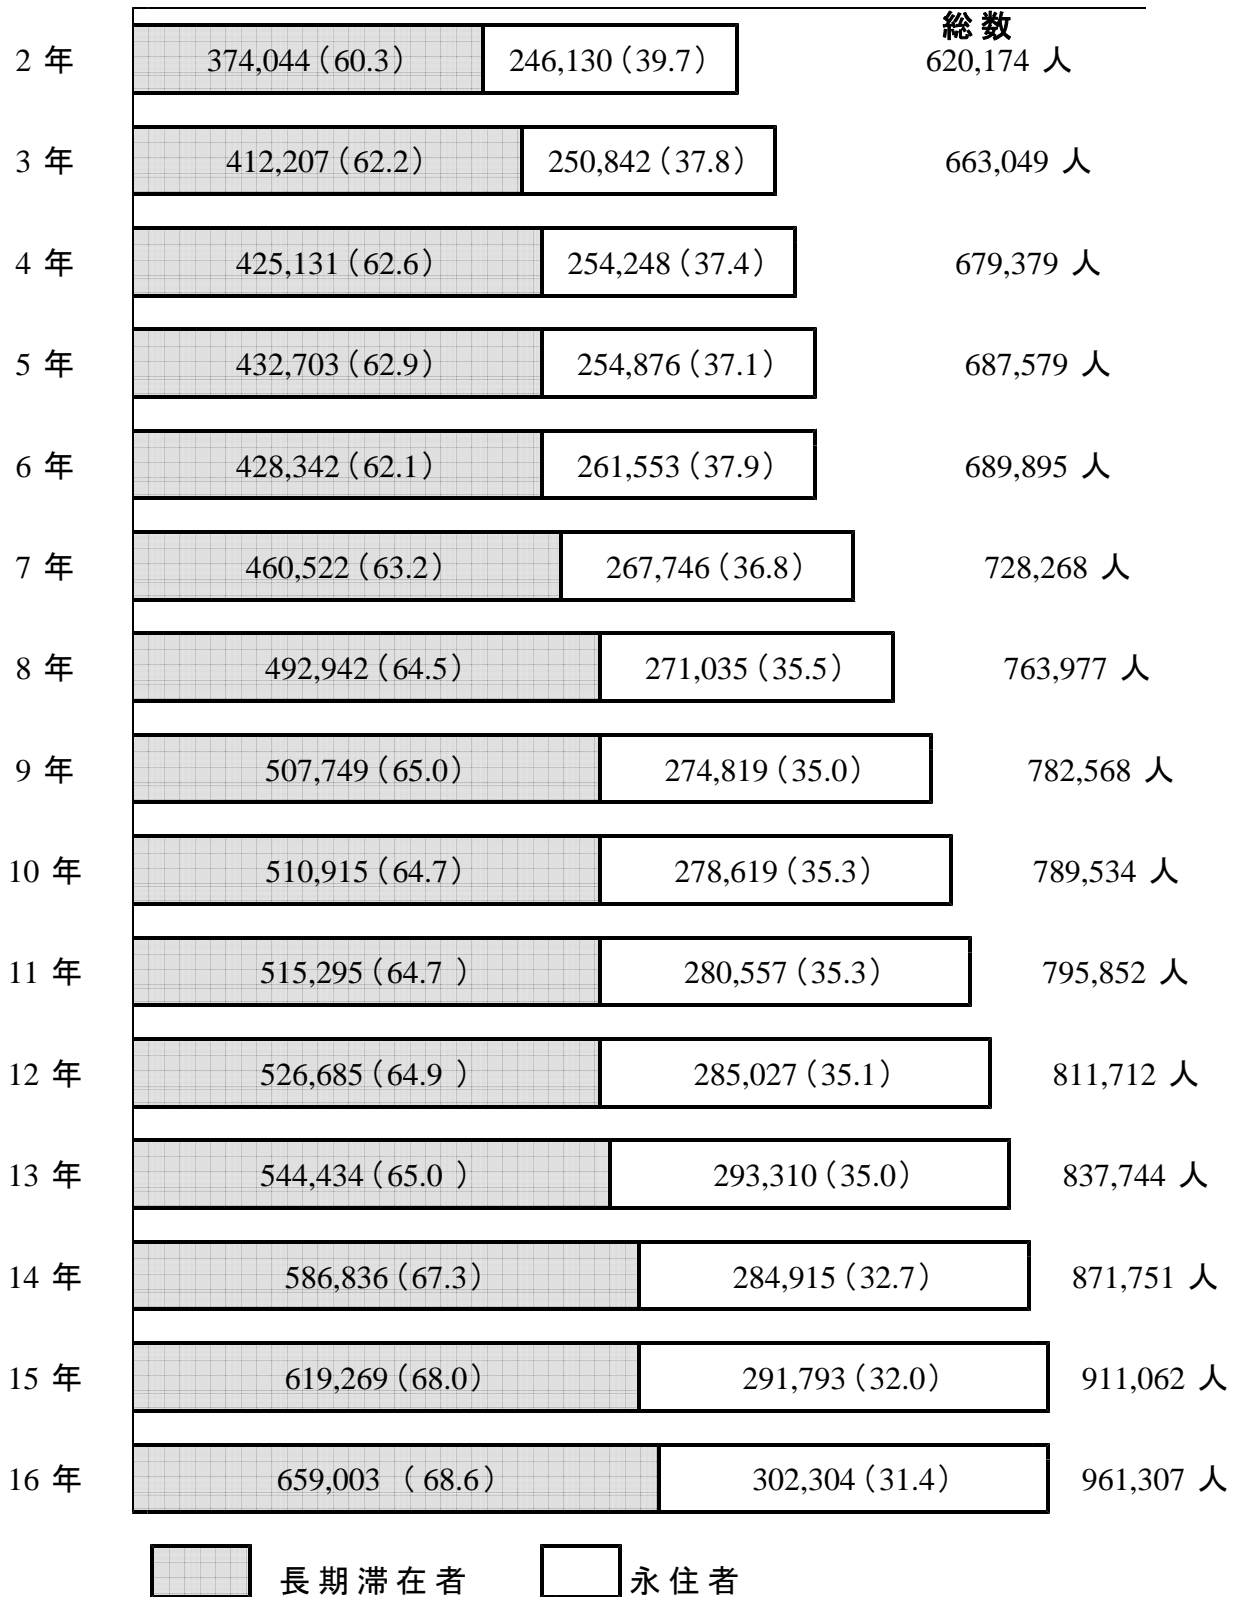 総数
2 年 374,044（60.3） 246,130（39.7） 620,174 人
3 年 412,207（62.2） 250,842（37.8） 663,049 人
4 年 425,131（62.6） 254,248（37.4） 679,379 人
5 年 432,703（62.9） 254,876（37.1） 687,579 人
6 年 428,342（62.1） 261,553（37.9） 689,895 人
7 年 460,522（63.2） 267,746（36.8） 728,268 人
8 年 492,942（64.5） 271,035（35.5） 763,977 人
9 年 507,749（65.0） 274,819（35.0） 782,568 人
10 年 510,915（64.7） 278,619（35.3） 789,534 人
11 年 515,295（64.7 ） 280,557（35.3） 795,852 人
12 年 526,685（64.9 ） 285,027（35.1） 811,712 人
13 年 544,434（65.0 ） 293,310（35.0） 837,744 人
14 年 586,836（67.3） 284,915（32.7） 871,751 人
15 年 619,269（68.0） 291,793（32.0） 911,062 人
16 年 659,003 （ 68.6） 302,304（31.4） 961,307 人
長期滞在者 永住者